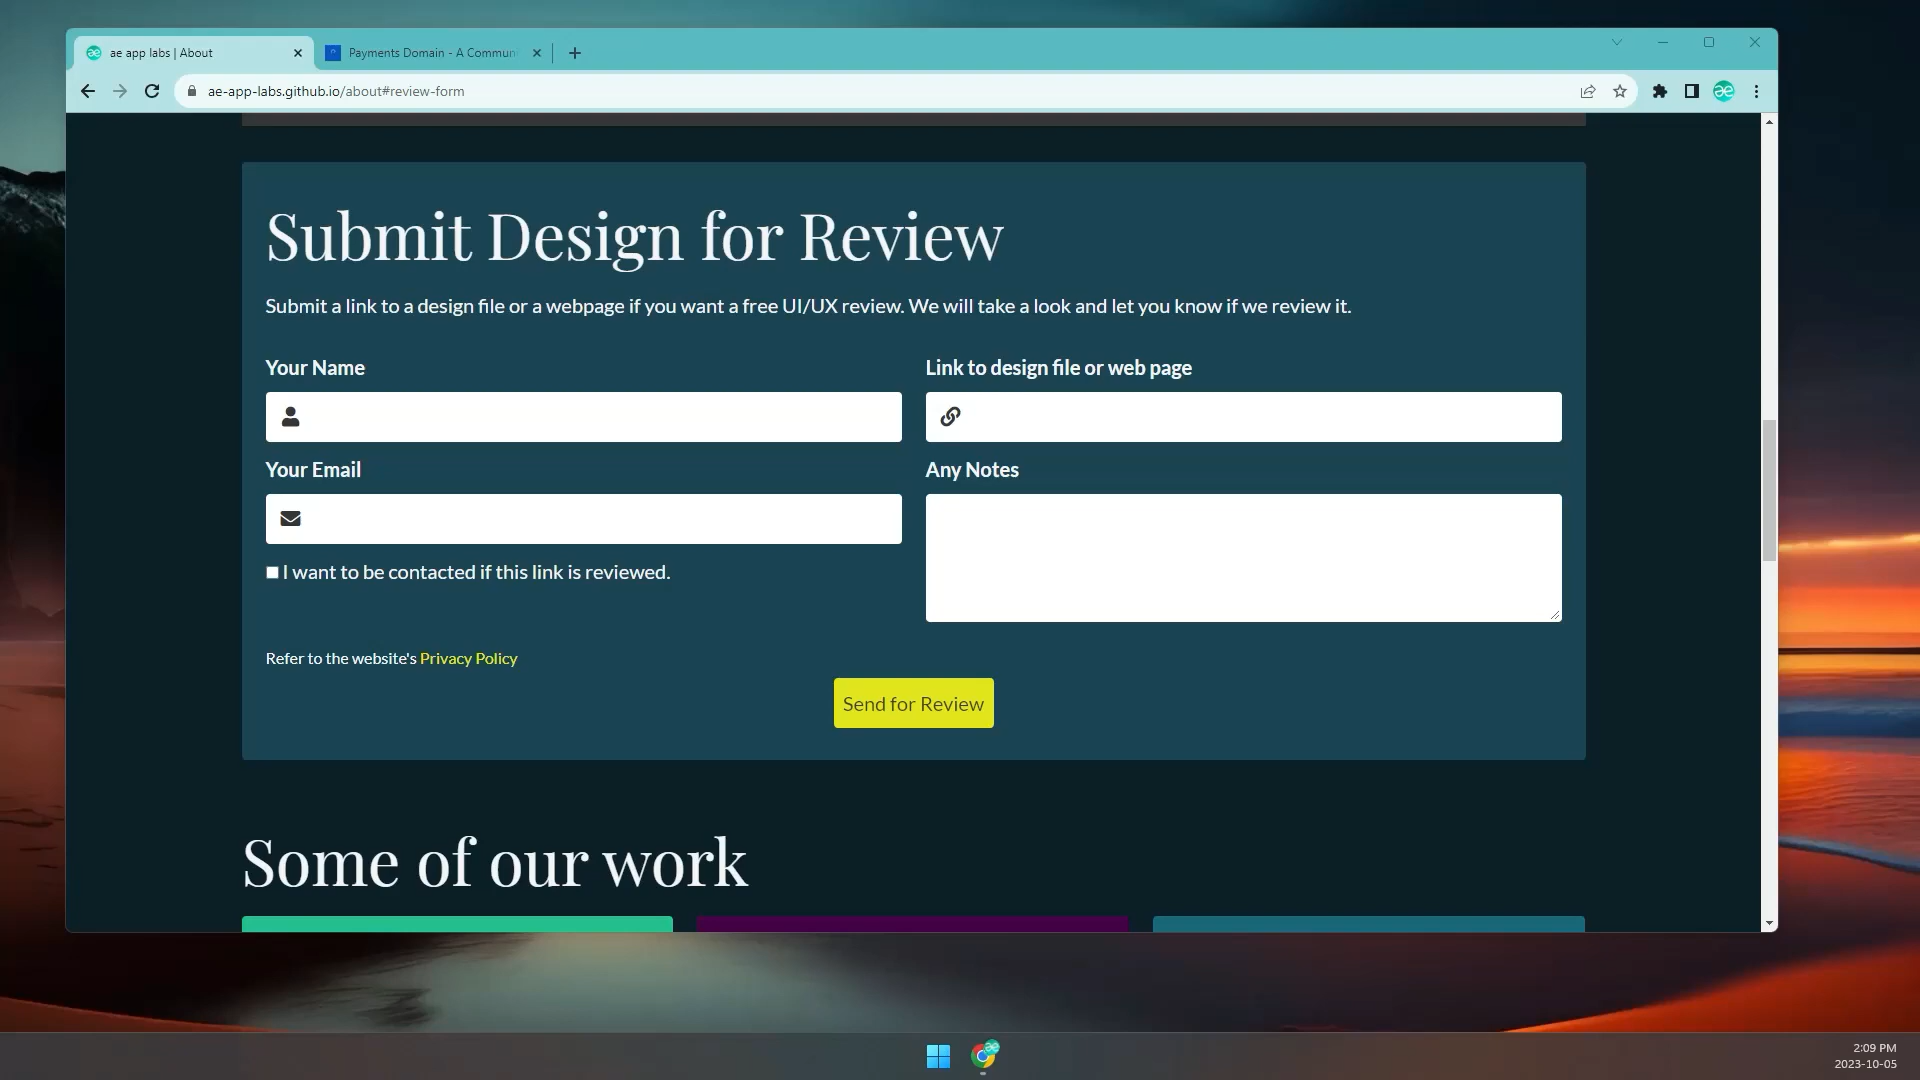 ae app labs | About
Payments Domain - A Commun
ae-app-labs.github.io/about#review-form
Submit Design for Review
Submit a link to a design file or a webpage if you want a free UI/UX review. We will take a look and let you know if we review it.
Your Name
Link to design file or web page
Your Email
Any Notes
I want to be contacted if this link is reviewed.
Refer to the website's Privacy Policy
Send for Review
Some of our work
2:09 PM
2023-10-05